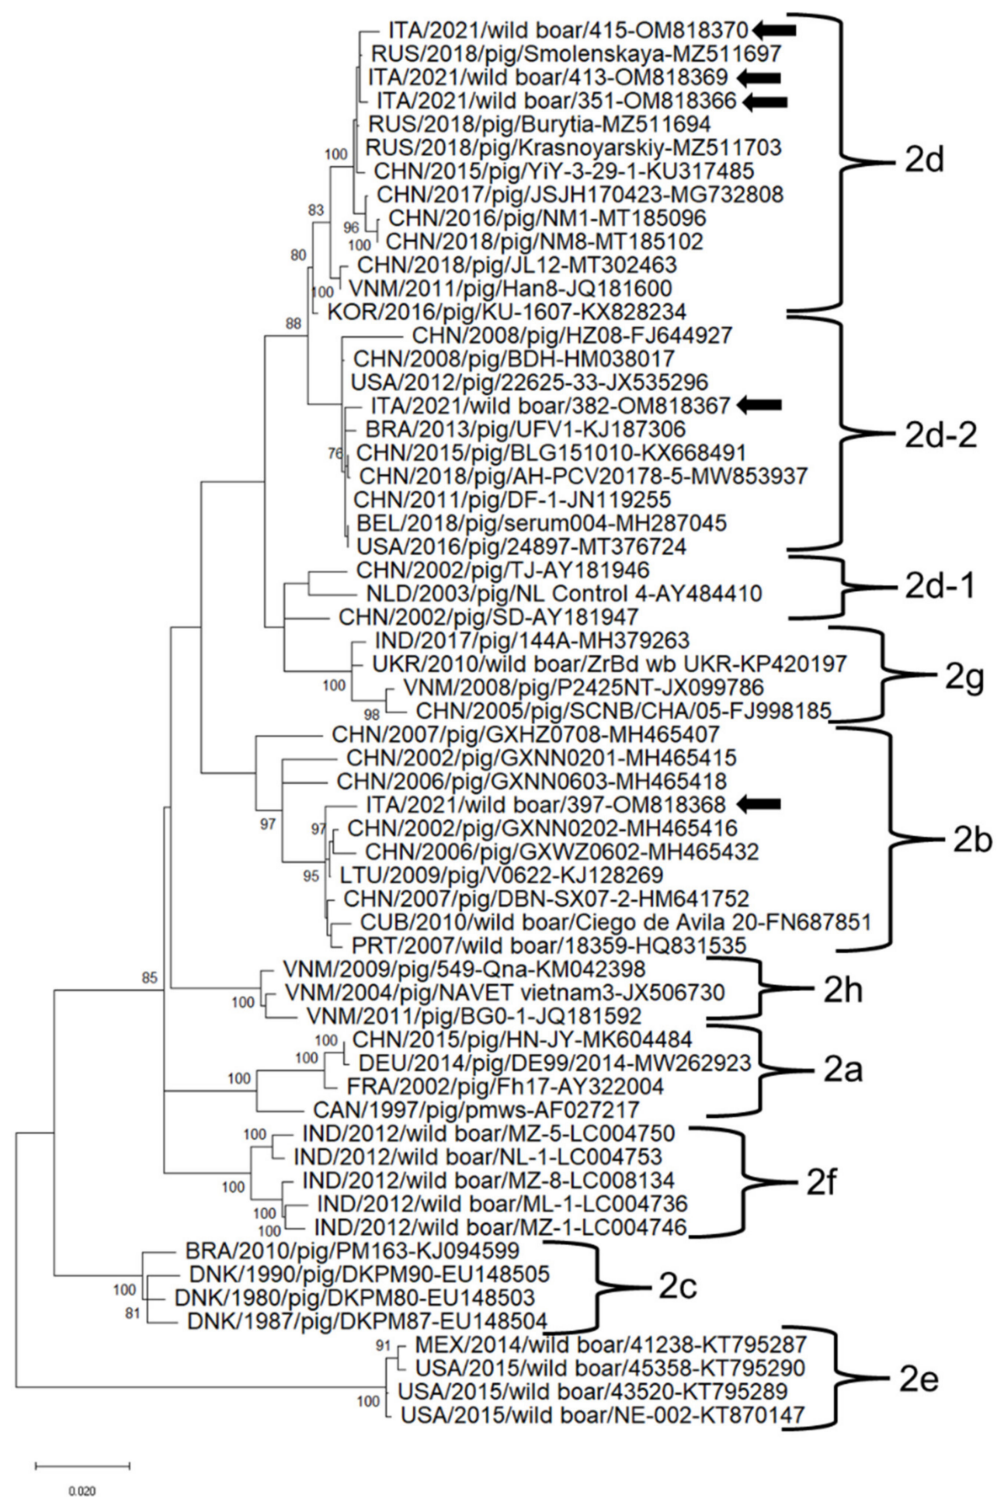 ITA/2021/wild boar/415-OM818370
RUS/2018/pig/Smolenskaya-MZ511697
ITA/2021/wild boar/413-OM818369
ITA/2021/wild boar/351-OM818366
RUS/2018/pig/Burytia-MZ511694
100
RUS/2018/pig/Krasnoyarskiy-MZ511703
2d
CHN/2015/pig/YiY-3-29-1-KU317485
CHN/2017/pig/JSJH170423-MG732808
83
CHN/2016/pig/NM1-MT185096
96
CHN/2018/pig/NM8-MT185102
100
80
CHN/2018/pig/JL12-MT302463
VNM/2011/pig/Han8-JQ181600
100
KOR/2016/pig/KU-1607-KX828234
88
CHN/2008/pig/HZ08-FJ644927
CHN/2008/pig/BDH-HM038017
USA/2012/pig/22625-33-JX535296
ITA/2021/wild boar/382-OM818367
BRA/2013/pig/UFV1-KJ187306
2d-2
76
CHN/2015/pig/BLG151010-KX668491
CHN/2018/pig/AH-PCV20178-5-MW853937
CHN/2011/pig/DF-1-JN119255
BEL/2018/pig/serum004-MH287045
USA/2016/pig/24897-MT376724
CHN/2002/pig/TJ-AY181946
NLD/2003/pig/NL Control 4-AY484410
2d-1
CHN/2002/pig/SD-AY181947
IND/2017/pig/144A-MH379263
UKR/2010/wild boar/ZrBd wb UKR-KP420197
2g
100
VNM/2008/pig/P2425NT-JX099786
98
CHN/2005/pig/SCNB/CHA/05-FJ998185
CHN/2007/pig/GXHZ0708-MH465407
CHN/2002/pig/GXNN0201-MH465415
CHN/2006/pig/GXNN0603-MH465418
ITA/2021/wild boar/397-OM818368
97
97
CHN/2002/pig/GXNN0202-MH465416
2b
CHN/2006/pig/GXWZ0602-MH465432
95
LTU/2009/pig/V0622-KJ128269
CHN/2007/pig/DBN-SX07-2-HM641752
CUB/2010/wild boar/Ciego de Avila 20-FN687851
PRT/2007/wild boar/18359-HQ831535
VNM/2009/pig/549-Qna-KM042398
85
VNM/2004/pig/NAVET vietnam3-JX506730
2h
100
VNM/2011/pig/BG0-1-JQ181592
CHN/2015/pig/HN-JY-MK604484
100
100
DEU/2014/pig/DE99/2014-MW262923
2a
100
FRA/2002/pig/Fh17-AY322004
CAN/1997/pig/pmws-AF027217
IND/2012/wild boar/MZ-5-LC004750
100
IND/2012/wild boar/NL-1-LC004753
IND/2012/wild boar/MZ-8-LC008134
2f
100
IND/2012/wild boar/ML-1-LC004736
100
IND/2012/wild boar/MZ-1-LC004746
100
BRA/2010/pig/PM163-KJ094599
DNK/1990/pig/DKPM90-EU148505
2c
100
DNK/1980/pig/DKPM80-EU148503
81
DNK/1987/pig/DKPM87-EU148504
MEX/2014/wild boar/41238-KT795287
91
USA/2015/wild boar/45358-KT795290
2e
USA/2015/wild boar/43520-KT795289
100
USA/2015/wild boar/NE-002-KT870147
0.020